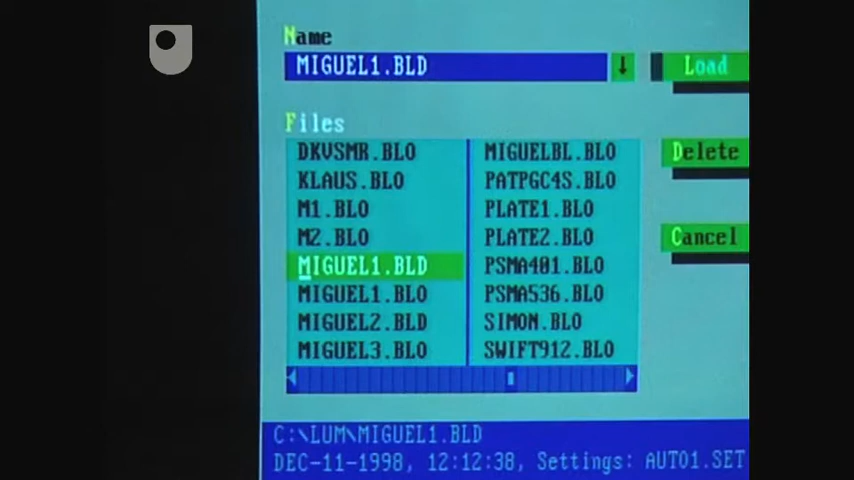 Name
MIGUEL1.BLD
Load
Files
DKVSMR.BLO MIGUELBL.BLO
Delete
KLAUS.BLO PATPGC4S.BLO
M1.BLO PLATE1.BLO
M2.BLO PLATE2.BLO
Cancel
MIGUEL1.BLD PSMA401.BLO
MIGUEL1.BLO PSMA536.BLO
MIGUEL2.BLD SIMON.BLO
MIGUEL3.BLO SWIFT912.BLO
C:\LUM\MIGUEL1.BLD
DEC-11-1998, 12:12:38, Settings: AUTO1.SET